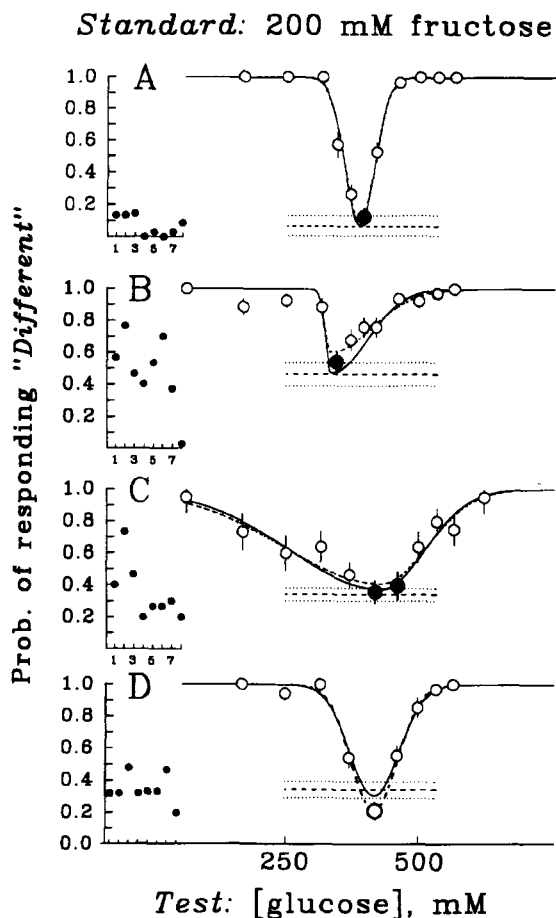 Standard: 200 mM fructose
Prob. of responding "Different"
A
1.0
0.8
0.6
0.4
0.2
1 3 5 7
B
1.0
0.8
0.6
0.4
0.2
1 3 5 7
C
1.0
0.8
0.6
0.4
0.2
1 3 5 7
D
1.0
0.8
0.6
0.4
0.2
0.0
250 500
Test: [glucose], mM